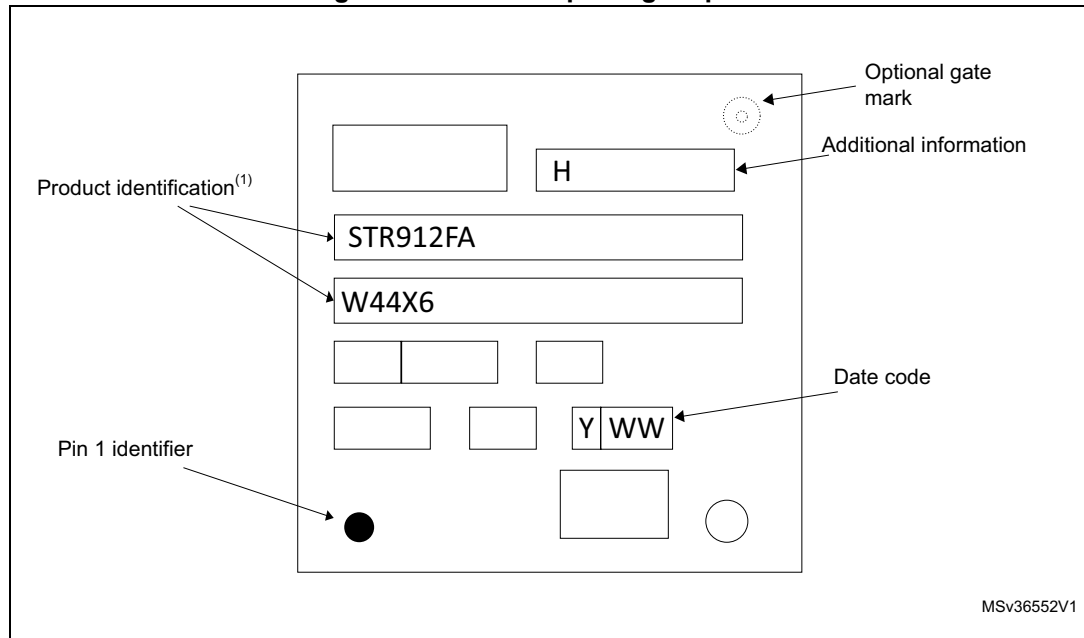 Optional gate
mark
Additional information
H
Product identification(1)
STR912FA
W44X6
Date code
Y WW
Pin 1 identifier
MSv36552V1